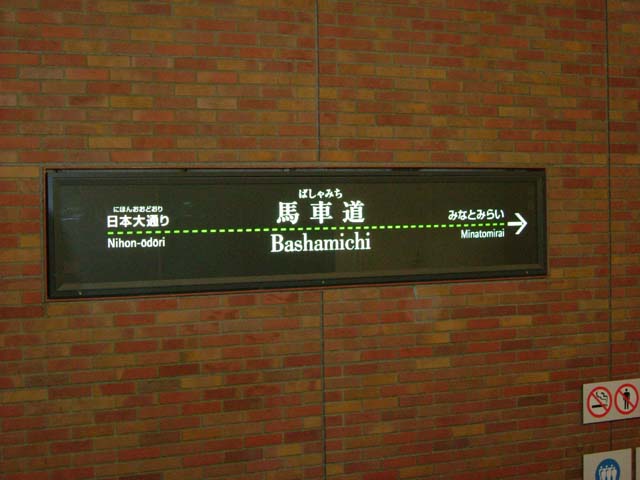 にほんおおどおり
日本大通り
Nihon-ōdōri
ばしゃみち
馬車道
Bashamichi
みなとみらい
Minatomirai